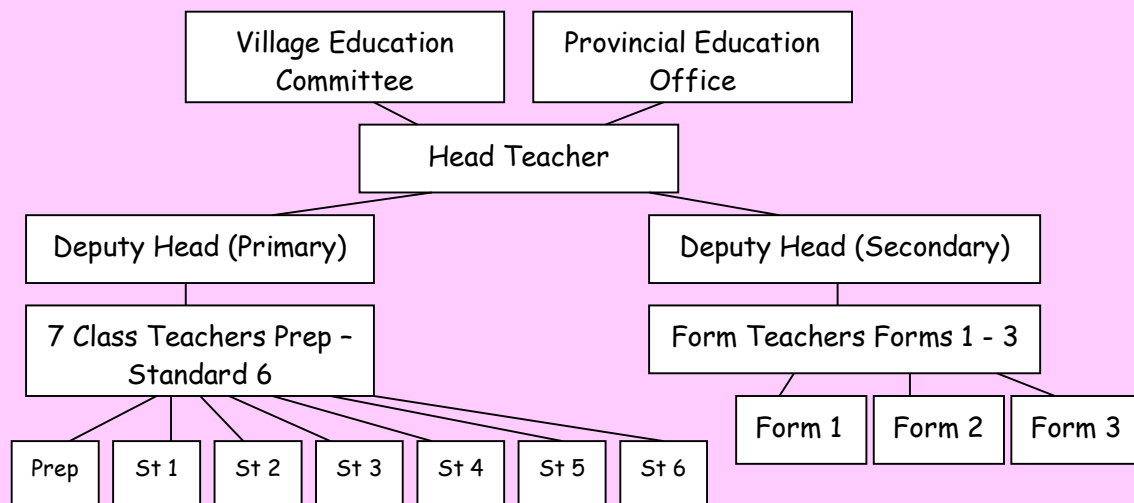 Village Education
Committee
Provincial Education
Office
Head Teacher
Deputy Head (Primary)
Deputy Head (Secondary)
7 Class Teachers Prep –
Standard 6
Form Teachers Forms 1 - 3
Form 1
Form 2
Form 3
Prep
St 1
St 2
St 3
St 4
St 5
St 6